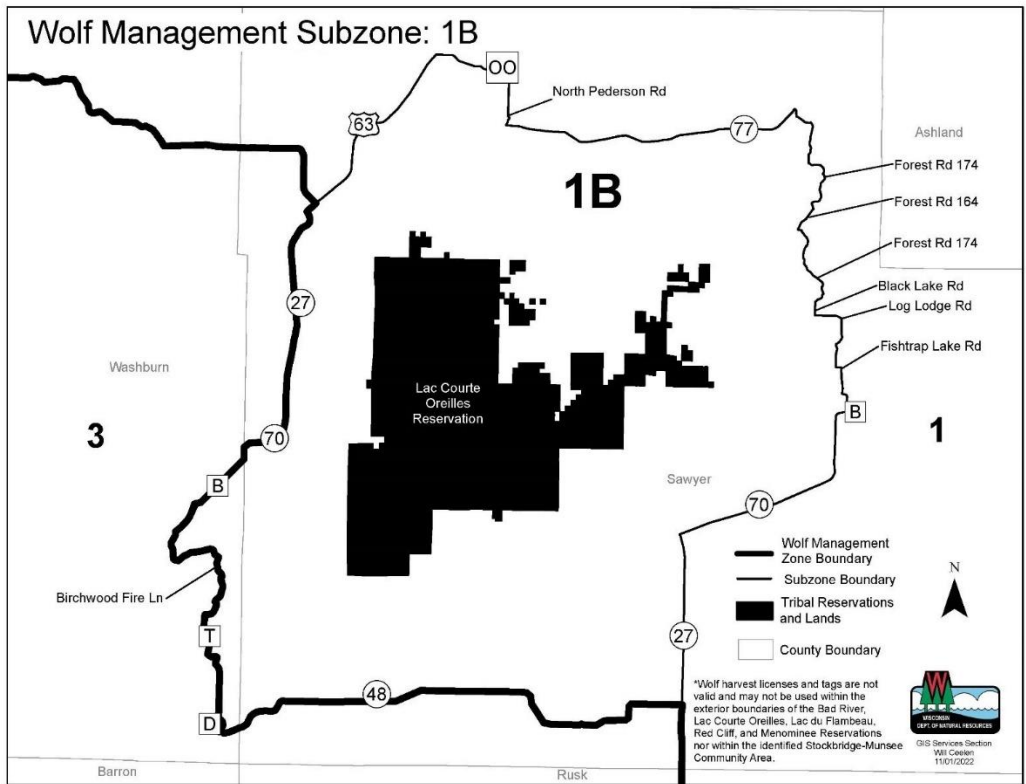 Wolf Management Subzone: 1B
OO
North Pederson Rd
63
77
Ashland
Forest Rd 174
1B
Forest Rd 164
Forest Rd 174
Black Lake Rd
27
Log Lodge Rd
Fishtrap Lake Rd
Washburn
Lac Courte
Oreilles
Reservation
B
3
70
1
Sawyer
B
70
Wolf Management
Zone Boundary
Subzone Boundary
N
Birchwood Fire Ln
Tribal Reservations
and Lands
T
27
County Boundary
48
*Wolf harvest licenses and tags are not
valid and may not be used within the
exterior boundaries of the Bad River,
Lac Courte Oreilles, Lac du Flambeau,
Red Cliff, and Menominee Reservations
nor within the identified Stockbridge-Munsee
Community Area.
D
W
WISCONSIN
DEPT. OF NATURAL RESOURCES
GIS Services Section
Will Ceelen
11/01/2022
Barron
Rusk